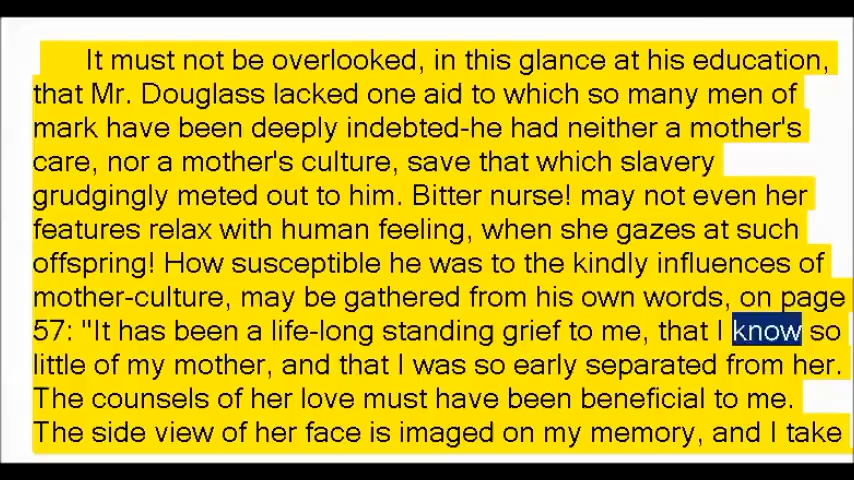 It must not be overlooked, in this glance at his education,
that Mr. Douglass lacked one aid to which so many men of
mark have been deeply indebted-he had neither a mother's
care, nor a mother's culture, save that which slavery
grudgingly meted out to him. Bitter nurse! may not even her
features relax with human feeling, when she gazes at such
offspring! How susceptible he was to the kindly influences of
mother-culture, may be gathered from his own words, on page
57: "It has been a life-long standing grief to me, that I know so
little of my mother, and that I was so early separated from her.
The counsels of her love must have been beneficial to me.
The side view of her face is imaged on my memory, and I take